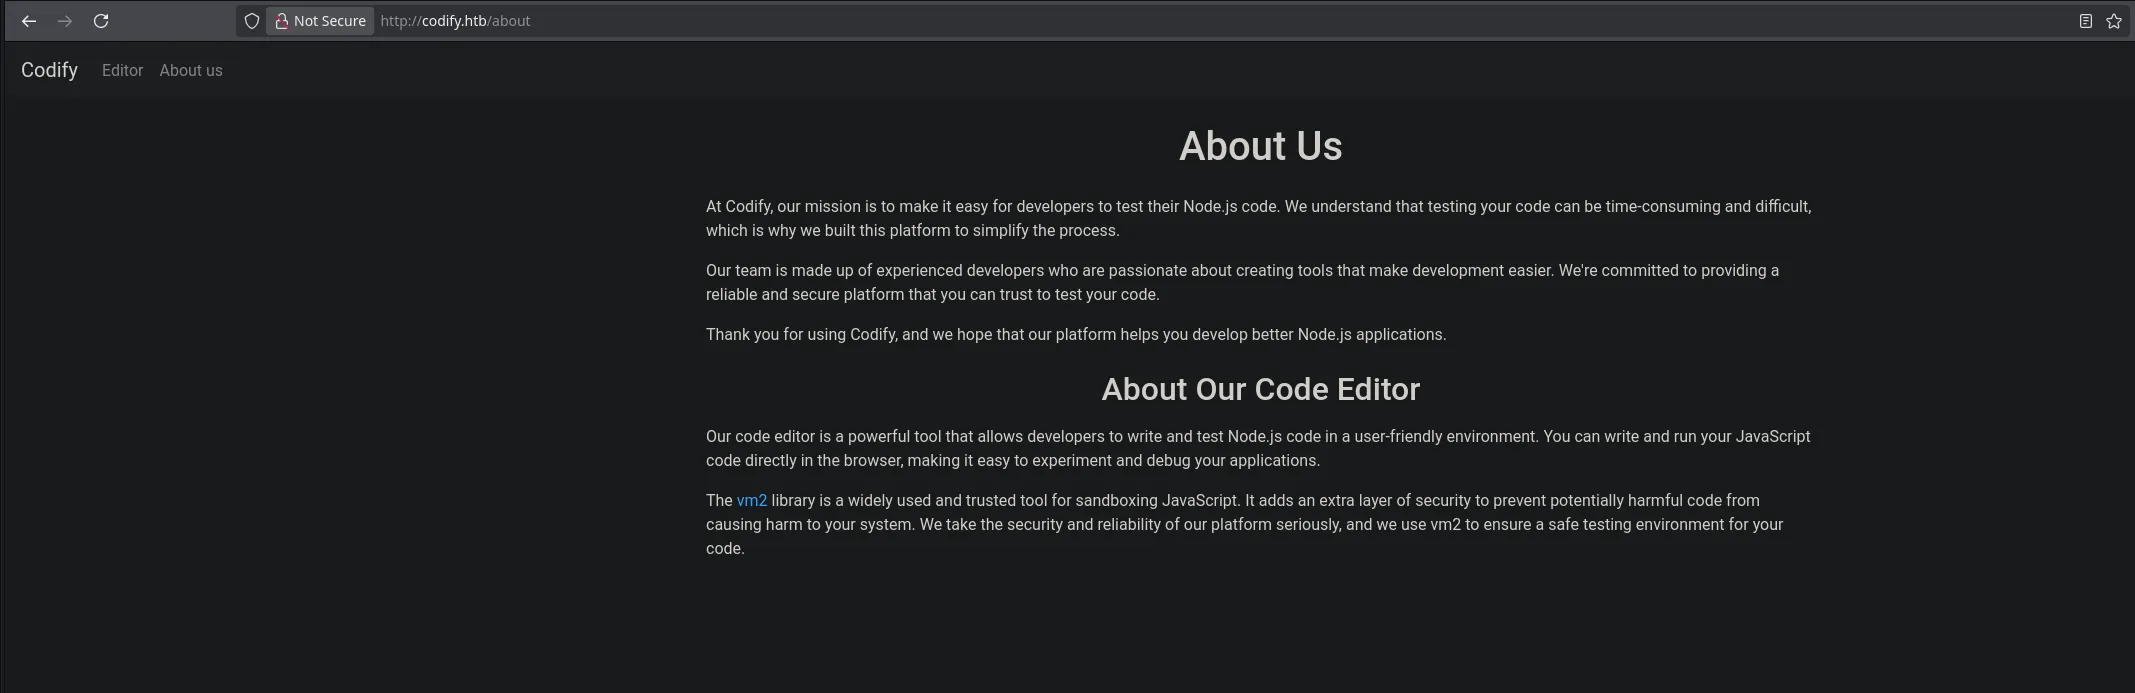 Not Secure http://codify.htb/about
Codify Editor About us
About Us
At Codify, our mission is to make it easy for developers to test their Node.js code. We understand that testing your code can be time-consuming and difficult,
which is why we built this platform to simplify the process.
Our team is made up of experienced developers who are passionate about creating tools that make development easier. We're committed to providing a
reliable and secure platform that you can trust to test your code.
Thank you for using Codify, and we hope that our platform helps you develop better Node.js applications.
About Our Code Editor
Our code editor is a powerful tool that allows developers to write and test Node.js code in a user-friendly environment. You can write and run your JavaScript
code directly in the browser, making it easy to experiment and debug your applications.
The vm2 library is a widely used and trusted tool for sandboxing JavaScript. It adds an extra layer of security to prevent potentially harmful code from
causing harm to your system. We take the security and reliability of our platform seriously, and we use vm2 to ensure a safe testing environment for your
code.